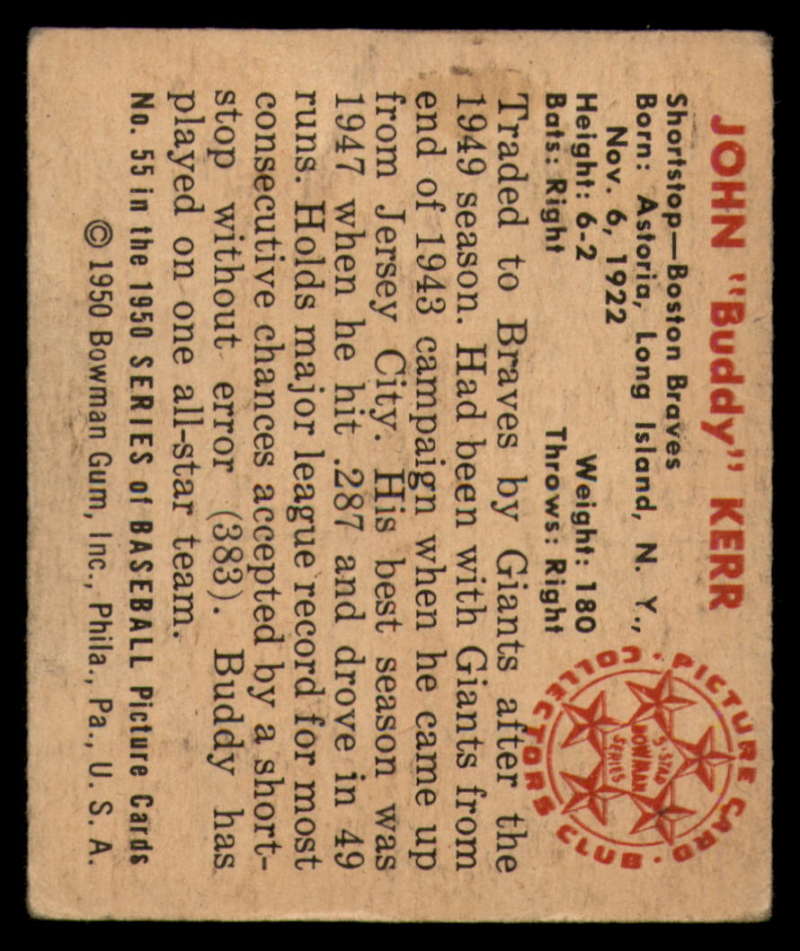 JOHN "Buddy" KERR
Shortstop—Boston Braves
Born: Astoria, Long Island, N. Y.,
Nov. 6, 1922
Height: 6-2 Weight: 180
Bats: Right Throws: Right
Traded to Braves by Giants after the
1949 season. Had been with Giants from
end of 1943 campaign when he came up
from Jersey City. His best season was
1947 when he hit .287 and drove in 49
runs. Holds major league record for most
consecutive chances accepted by a short-
stop without error (383). Buddy has
played on one all-star team.
No. 55 in the 1950 SERIES of BASEBALL Picture Cards
© 1950 Bowman Gum, Inc., Phila., Pa., U. S. A.
PICTURE CARD COLLECTORS CLUB
5-STAR
BOWMAN
SERIES